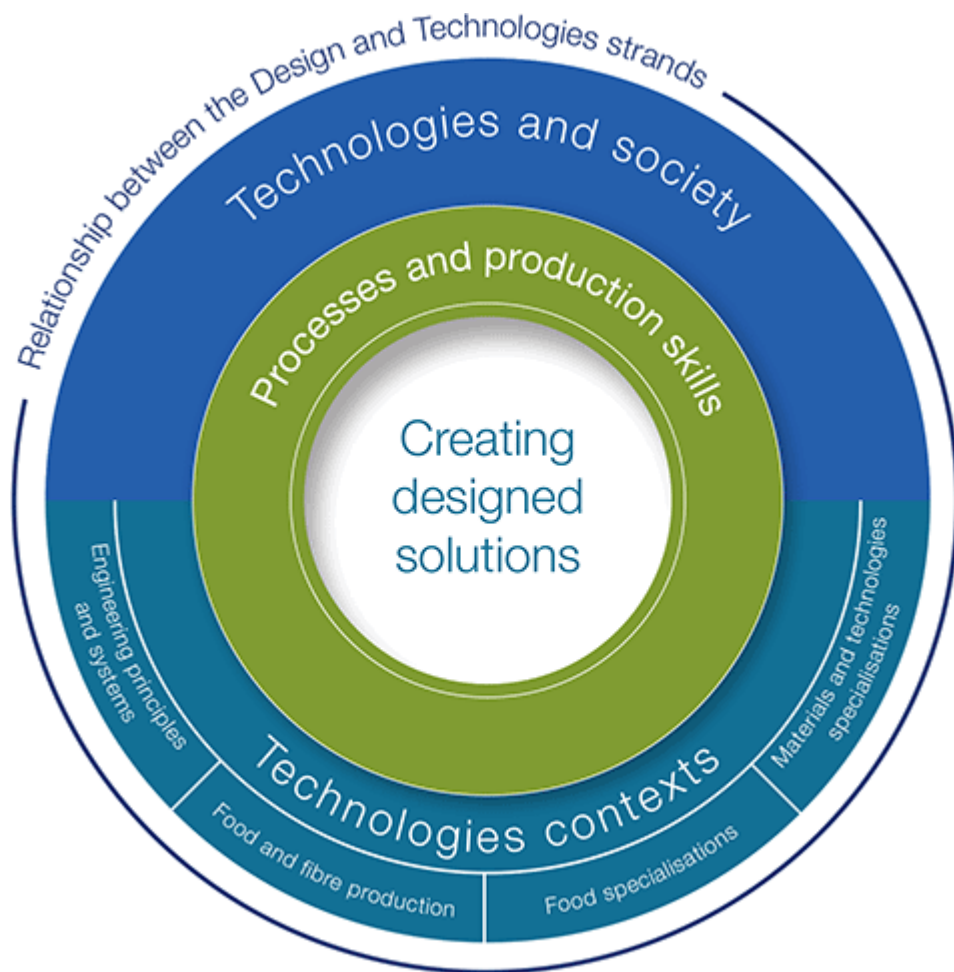 Relationship between the Design and Technologies strands
Technologies and society
Processes and production skills
Creating
designed
solutions
Technologies contexts
Engineering principles
and systems
Food and fibre production
Food specialisations
Materials and technologies
specialisations